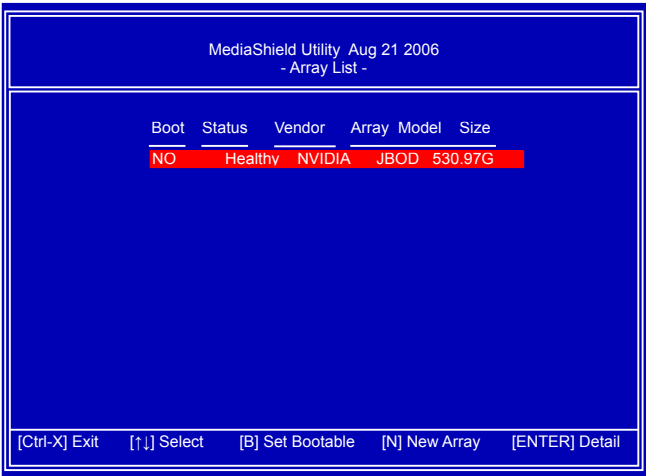 MediaShield Utility Aug 21 2006
- Array List -
Boot Status Vendor Array Model Size
NO Healthy NVIDIA JBOD 530.97G
[Ctrl-X] Exit [↑↓] Select [B] Set Bootable [N] New Array [ENTER] Detail